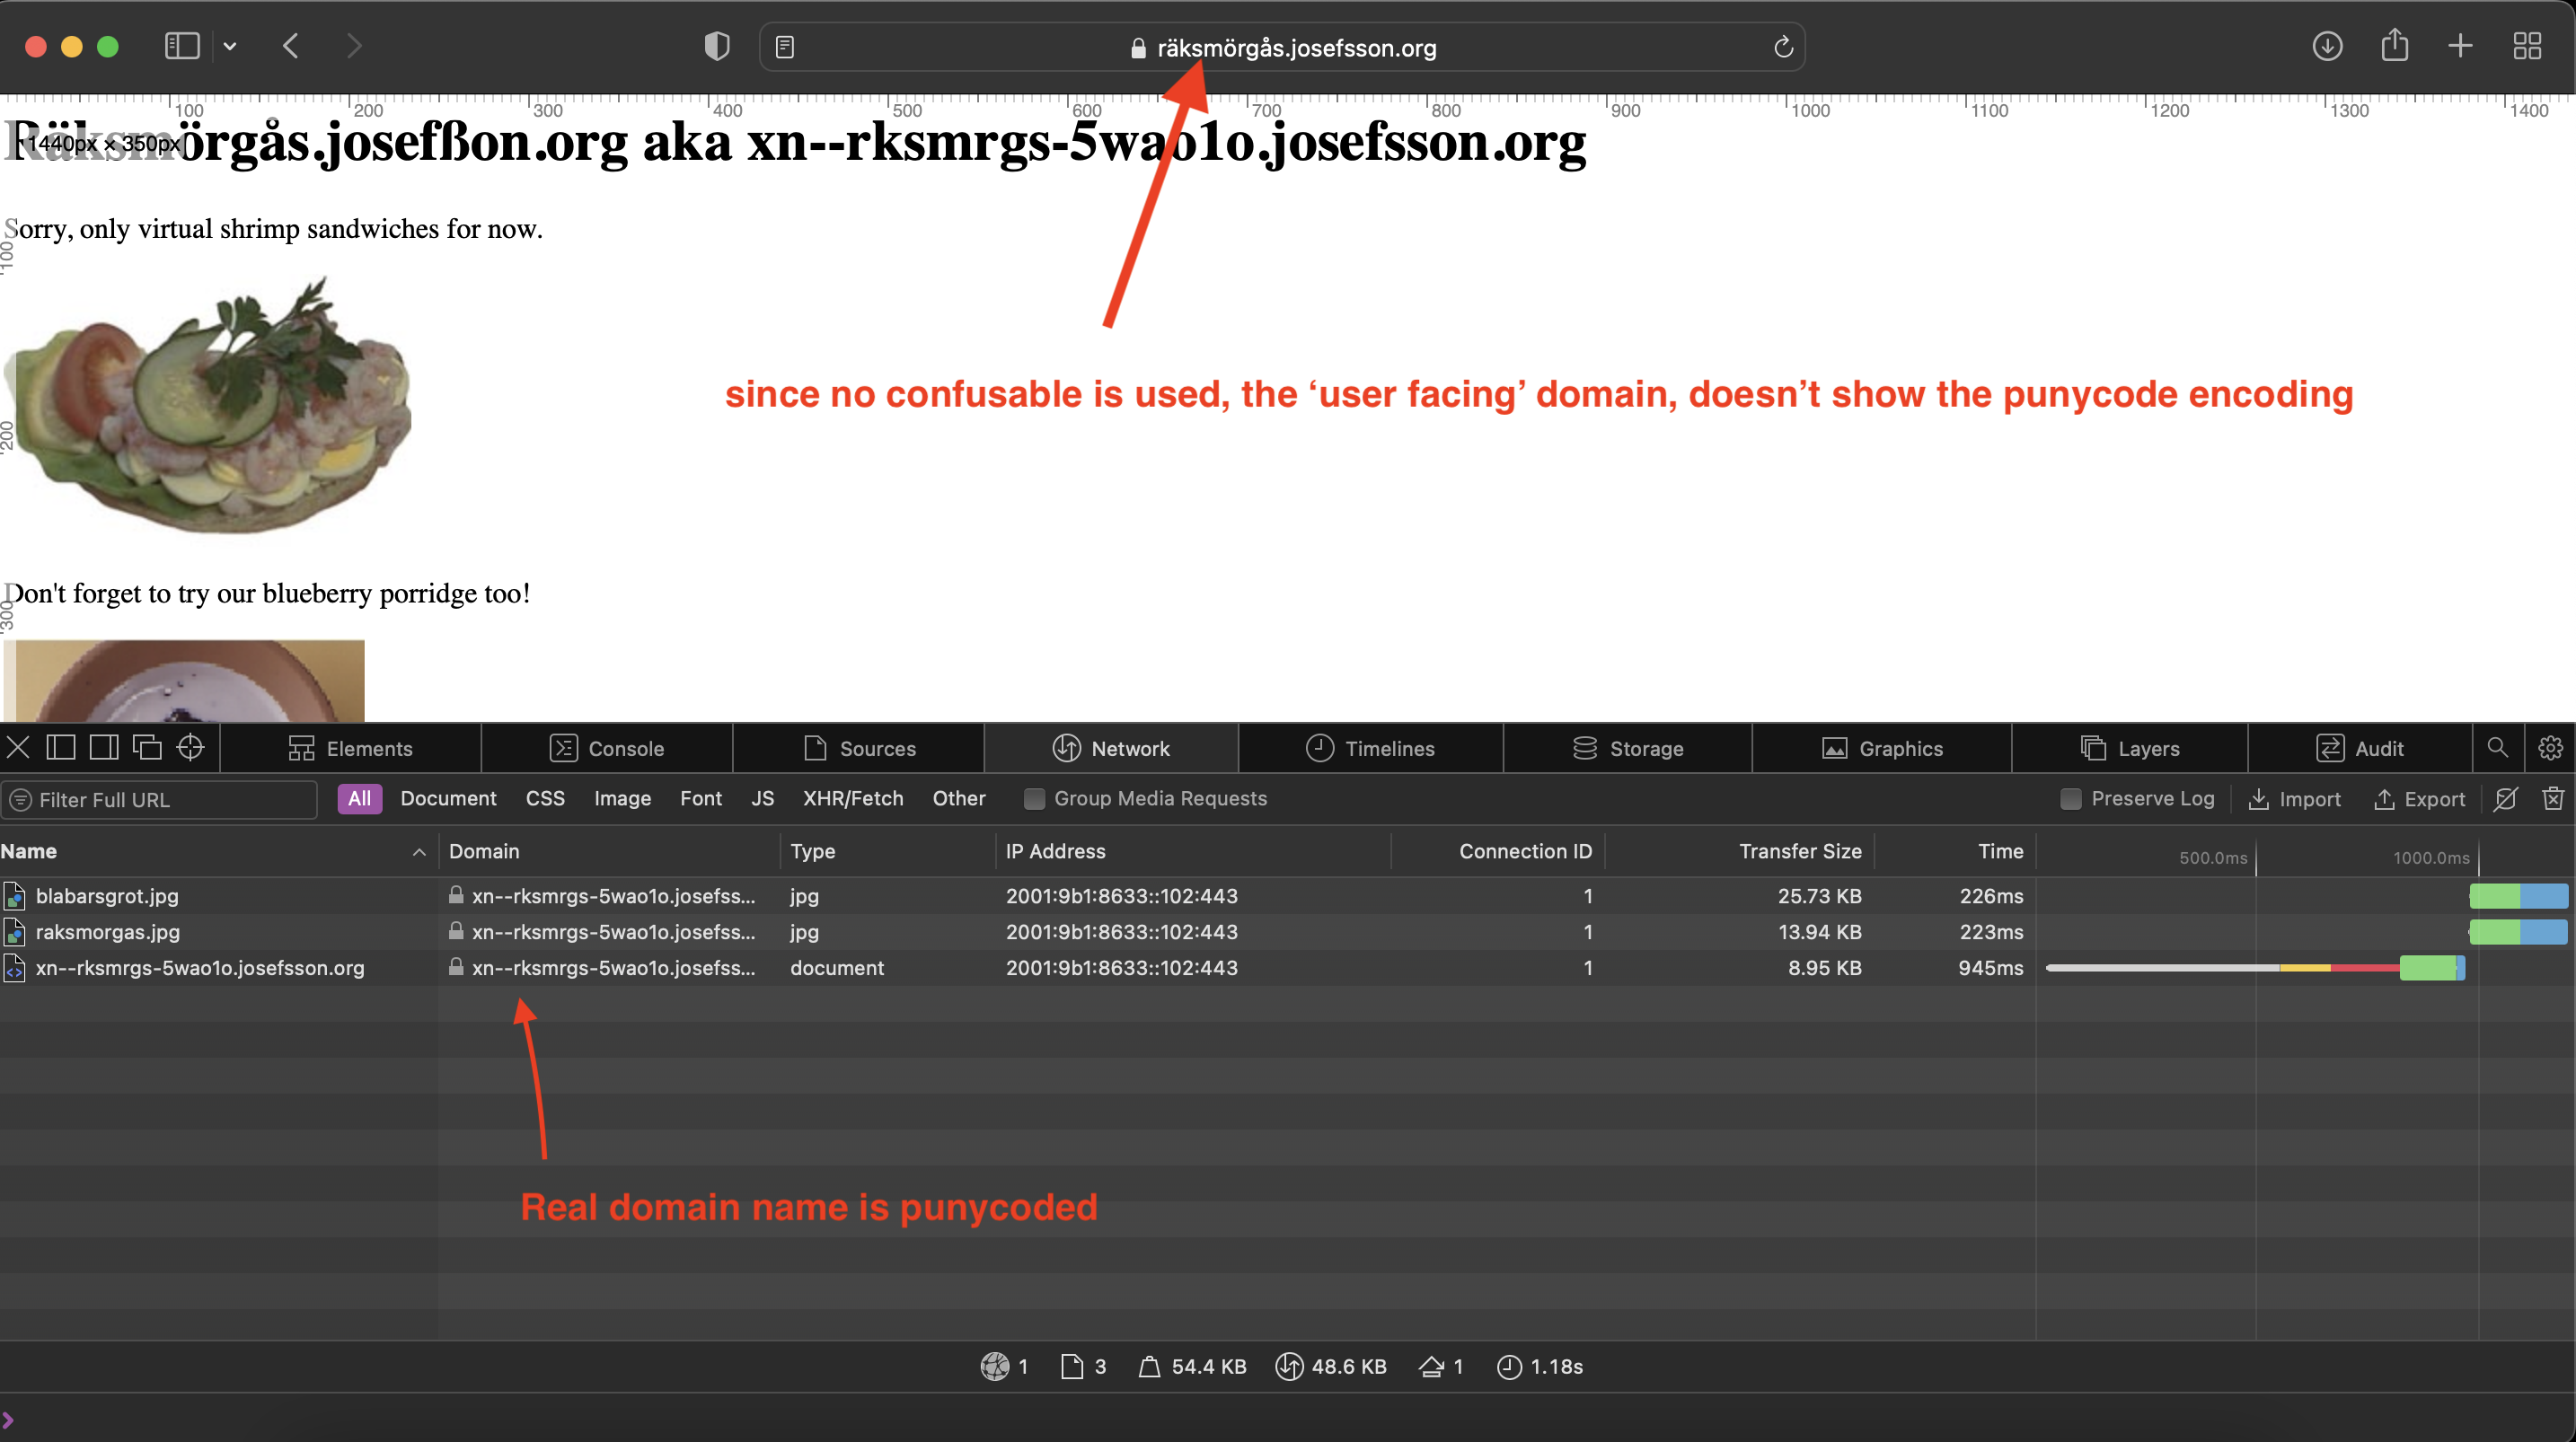 räksmörgås.josefsson.org
100 200 300 400 500 600 700 800 900 1000 1100 1200 1300 1400
Räksmörgås.josefßon.org aka xn--rksmrgs-5wao1o.josefsson.org
1440px × 350px
Sorry, only virtual shrimp sandwiches for now.
100
since no confusable is used, the ‘user facing’ domain, doesn’t show the punycode encoding
200
Don't forget to try our blueberry porridge too!
300
Elements Console Sources Network Timelines Storage Graphics Layers Audit
Filter Full URL All Document CSS Image Font JS XHR/Fetch Other Group Media Requests Preserve Log Import Export
Name Domain Type IP Address Connection ID Transfer Size Time 500.0ms 1000.0ms
blabarsgrot.jpg xn--rksmrgs-5wao1o.josefss... jpg 2001:9b1:8633::102:443 1 25.73 KB 226ms
raksmorgas.jpg xn--rksmrgs-5wao1o.josefss... jpg 2001:9b1:8633::102:443 1 13.94 KB 223ms
xn--rksmrgs-5wao1o.josefsson.org xn--rksmrgs-5wao1o.josefss... document 2001:9b1:8633::102:443 1 8.95 KB 945ms
Real domain name is punycoded
1 3 54.4 KB 48.6 KB 1 1.18s